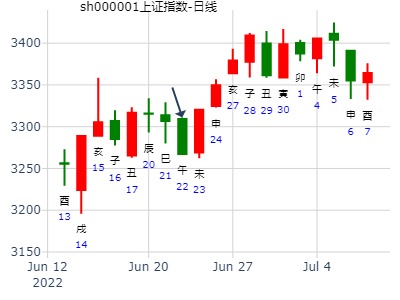 sh000001上证指数-日线
3400
3350
3300
3250
3200
3150
酉
13
戌
14
亥
15
子
16
丑
17
辰
20
巳
21
午
22
未
23
申
24
亥
27
子
28
丑
29
寅
30
卯
1
午
4
未
5
申
6
酉
7
Jun 12
2022
Jun 20
Jun 27
Jul 4